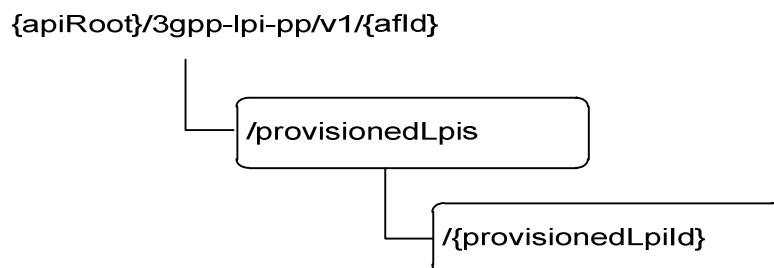 {apiRoot}/3gpp-lpi-pp/v1/{afId}
/provisionedLpis
/{provisionedLpiId}